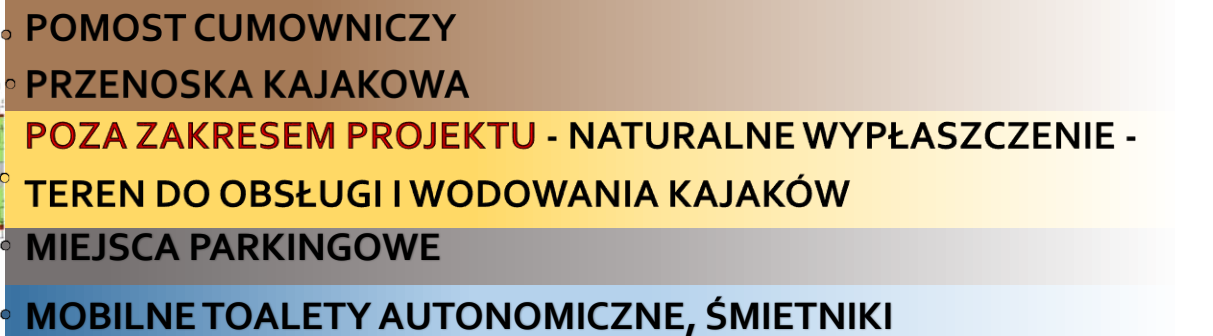 POMOST CUMOWNICZY
PRZENOSKA KAJAKOWA
POZA ZAKRESEM PROJEKTU - NATURALNE WYPŁASZCZENIE -
TEREN DO OBSŁUGI I WODOWANIA KAJAKÓW
MIEJSCA PARKINGOWE
MOBILNE TOALETY AUTONOMICZNE, ŚMIETNIKI